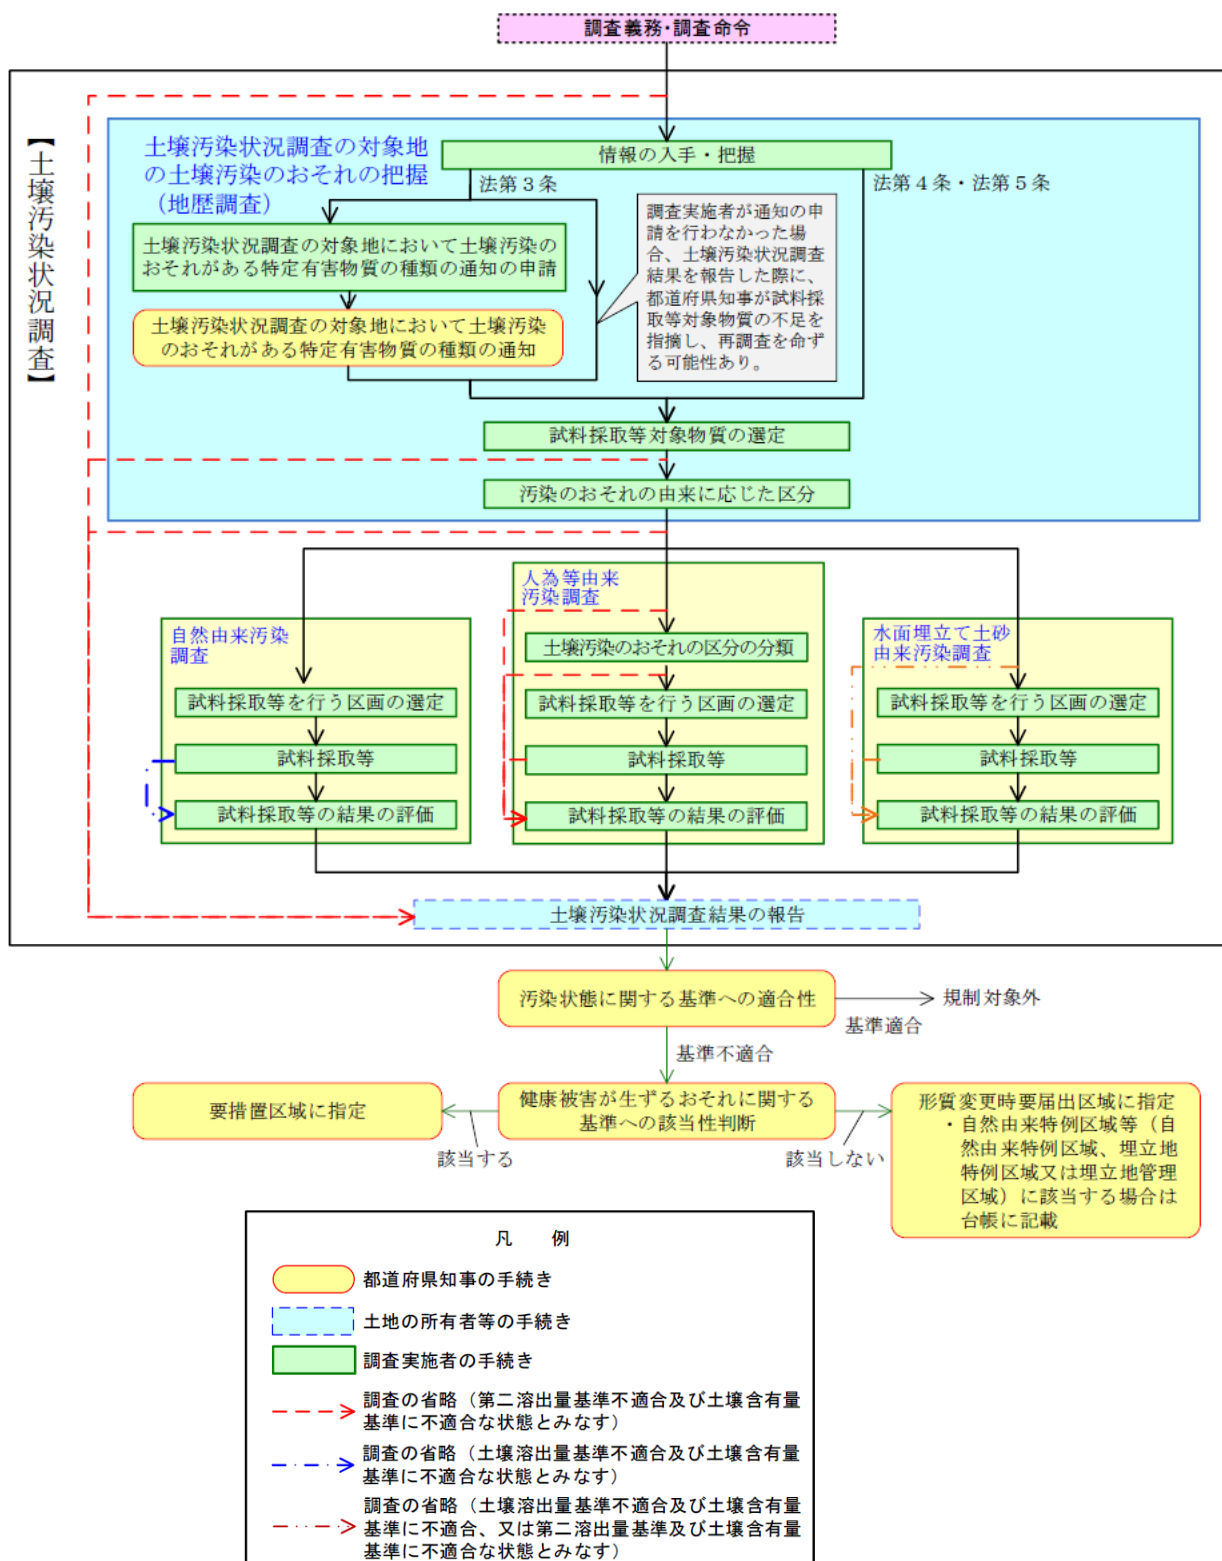 調査義務・調査命令
【土壌汚染状況調査】
土壌汚染状況調査の対象地
の土壌汚染のおそれの把握
（地歴調査）
情報の入手・把握
法第３条
法第４条・法第５条
調査実施者が通知の申
請を行わなかった場
合、土壌汚染状況調査
結果を報告した際に、
都道府県知事が試料採
取等対象物質の不足を
指摘し、再調査を命ず
る可能性あり。
土壌汚染状況調査の対象地において土壌汚染の
おそれがある特定有害物質の種類の通知の申請
土壌汚染状況調査の対象地において土壌汚染
のおそれがある特定有害物質の種類の通知
試料採取等対象物質の選定
汚染のおそれの由来に応じた区分
自然由来汚染
調査
試料採取等を行う区画の選定
試料採取等
試料採取等の結果の評価
人為等由来
汚染調査
土壌汚染のおそれの区分の分類
試料採取等を行う区画の選定
試料採取等
試料採取等の結果の評価
水面埋立て土砂
由来汚染調査
試料採取等を行う区画の選定
試料採取等
試料採取等の結果の評価
土壌汚染状況調査結果の報告
汚染状態に関する基準への適合性
規制対象外
基準適合
基準不適合
要措置区域に指定
健康被害が生ずるおそれに関する
基準への該当性判断
該当する
該当しない
形質変更時要届出区域に指定
・自然由来特例区域等（自
然由来特例区域、埋立地
特例区域又は埋立地管理
区域）に該当する場合は
台帳に記載
凡　例
都道府県知事の手続き
土地の所有者等の手続き
調査実施者の手続き
調査の省略（第二溶出量基準不適合及び土壌含有量
基準に不適合な状態とみなす）
調査の省略（土壌溶出量基準不適合及び土壌含有量
基準に不適合な状態とみなす）
調査の省略（土壌溶出量基準不適合及び土壌含有量
基準に不適合、又は第二溶出量基準及び土壌含有量
基準に不適合な状態とみなす）